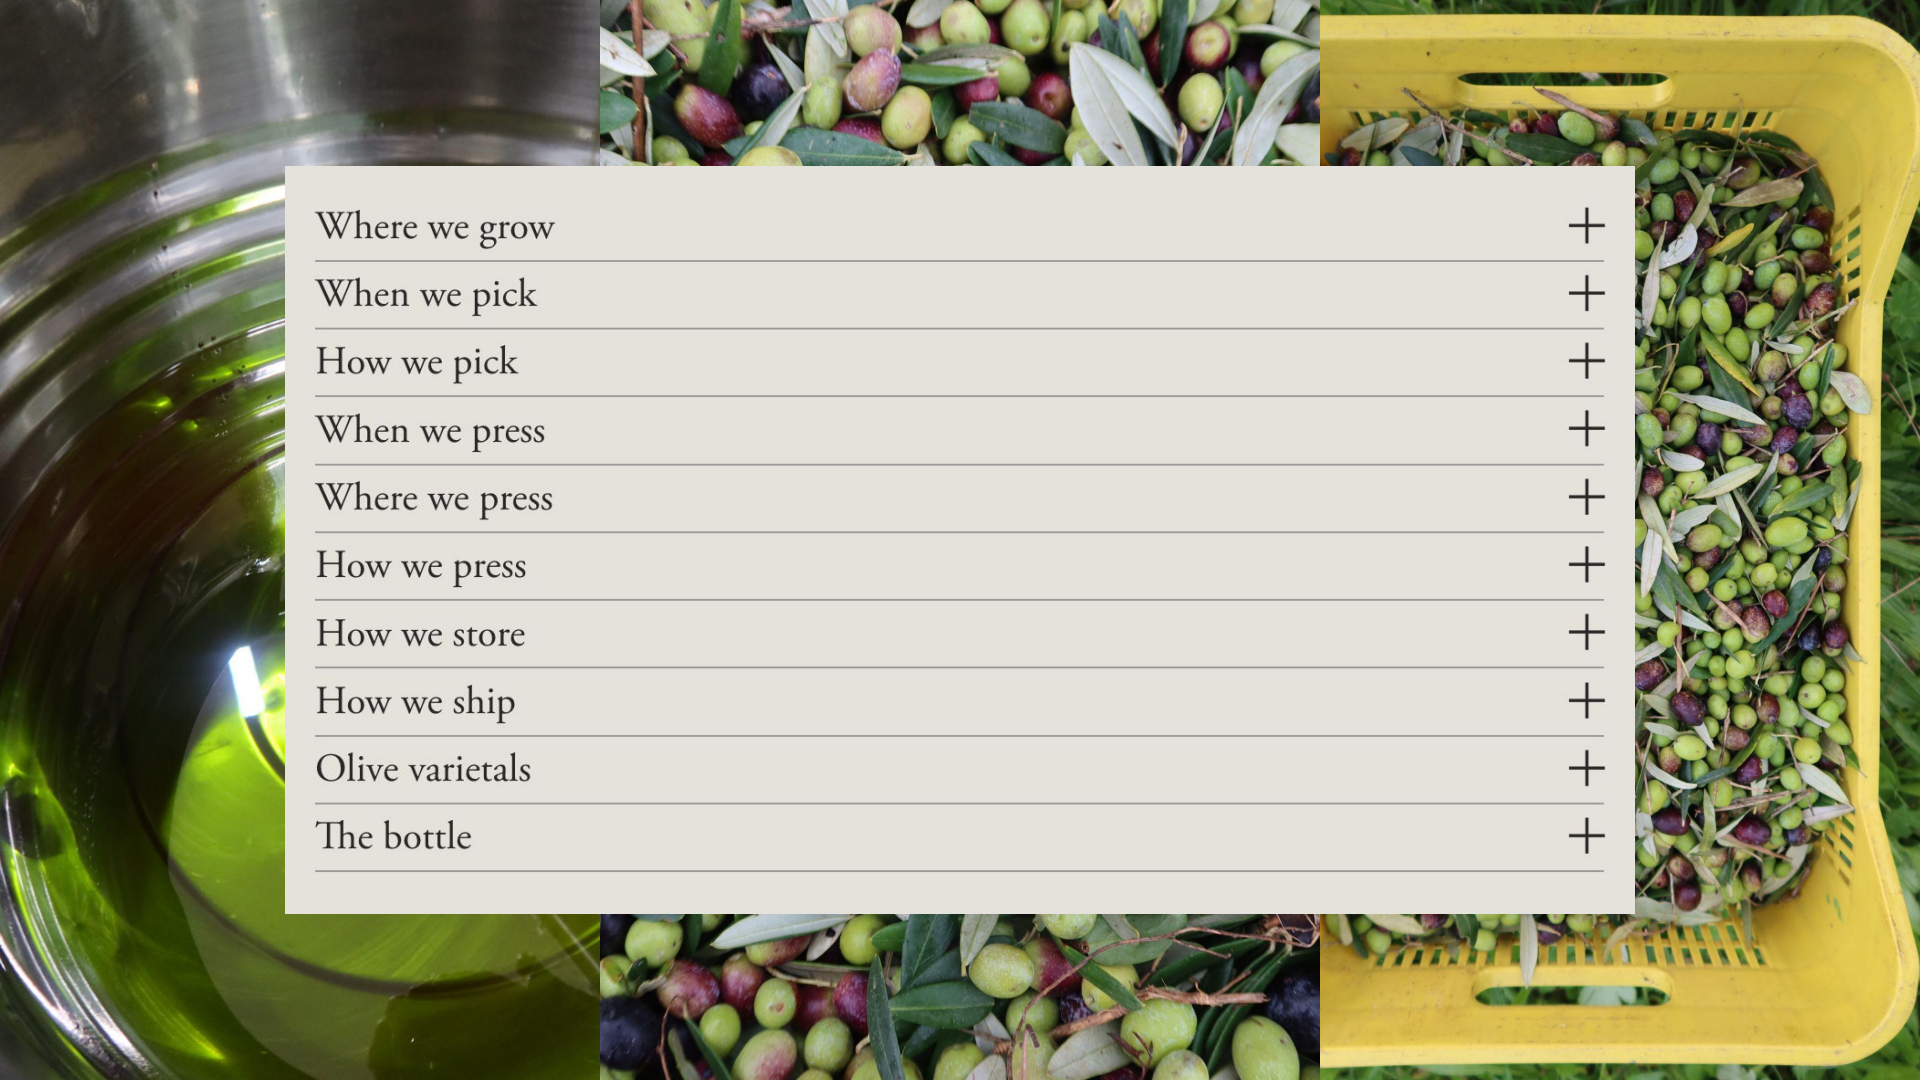 Where we grow
When we pick
How we pick
When we press
Where we press
How we press
How we store
How we ship
Olive varietals
The bottle